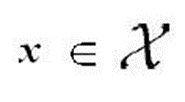 x ∈ 𝒳